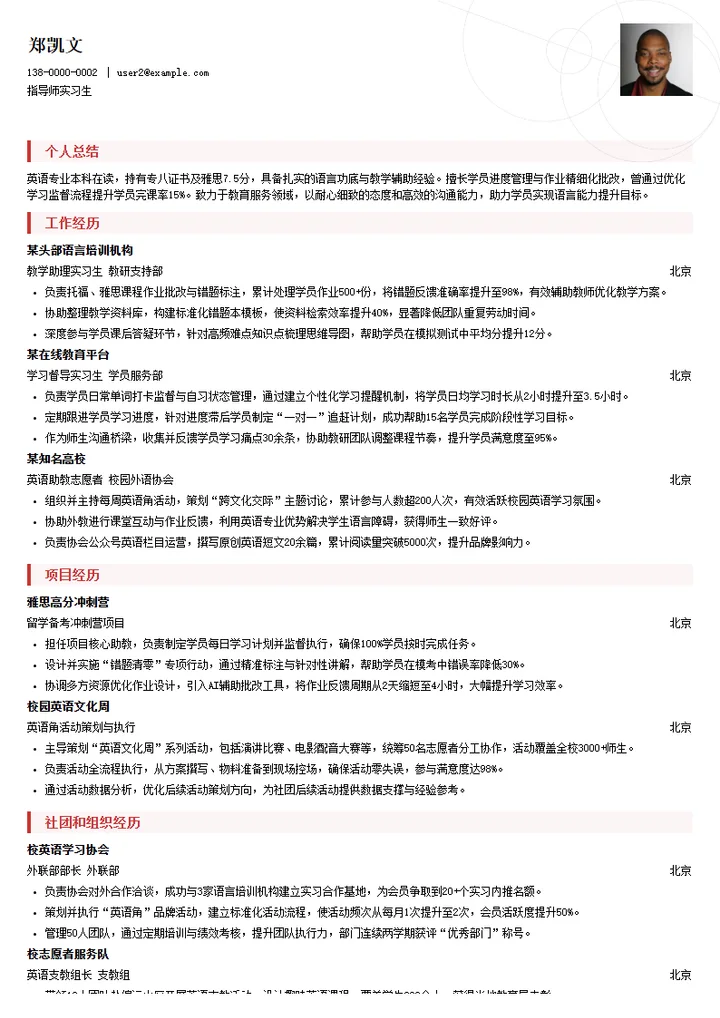 郑凯文
138-0000-0002 | user2@example.com
指导师实习生
个人总结
英语专业本科在读，持有专八证书及雅思7.5分，具备扎实的语言功底与教学辅助经验。擅长学员进度管理与作业精细化批改，曾通过优化
学习监督流程提升学员完课率15%。致力于教育服务领域，以耐心细致的态度和高效的沟通能力，助力学员实现语言能力提升目标。
工作经历
某头部语言培训机构
教学助理实习生 教研支持部 北京
• 负责托福、雅思课程作业批改与错题标注，累计处理学员作业500+份，将错题反馈准确率提升至98%，有效辅助教师优化教学方案。
• 协助整理教学资料库，构建标准化错题本模板，使资料检索效率提升40%，显著降低团队重复劳动时间。
• 深度参与学员课后答疑环节，针对高频难点知识点梳理思维导图，帮助学员在模拟测试中平均分提升12分。
某在线教育平台
学习督导实习生 学员服务部 北京
• 负责学员日常单词打卡监督与自习状态管理，通过建立个性化学习提醒机制，将学员日均学习时长从2小时提升至3.5小时。
• 定期跟进学员学习进度，针对进度滞后学员制定“一对一”追赶计划，成功帮助15名学员完成阶段性学习目标。
• 作为师生沟通桥梁，收集并反馈学员学习痛点30余条，协助教研团队调整课程节奏，提升学员满意度至95%。
某知名高校
英语助教志愿者 校园外语协会 北京
• 组织并主持每周英语角活动，策划“跨文化交际”主题讨论，累计参与人数超200人次，有效活跃校园英语学习氛围。
• 协助外教进行课堂互动与作业反馈，利用英语专业优势解决学生语言障碍，获得师生一致好评。
• 负责协会公众号英语栏目运营，撰写原创英语短文20余篇，累计阅读量突破5000次，提升品牌影响力。
项目经历
雅思高分冲刺营
留学备考冲刺营项目 北京
• 担任项目核心助教，负责制定学员每日学习计划并监督执行，确保100%学员按时完成任务。
• 设计并实施“错题清零”专项行动，通过精准标注与针对性讲解，帮助学员在模考中错误率降低30%。
• 协调多方资源优化作业设计，引入AI辅助批改工具，将作业反馈周期从2天缩短至4小时，大幅提升学习效率。
校园英语文化周
英语角活动策划与执行 北京
• 主导策划“英语文化周”系列活动，包括演讲比赛、电影配音大赛等，统筹50名志愿者分工协作，活动覆盖全校3000+师生。
• 负责活动全流程执行，从方案撰写、物料准备到现场控场，确保活动零失误，参与满意度达98%。
• 通过活动数据分析，优化后续活动策划方向，为社团后续活动提供数据支撑与经验参考。
社团和组织经历
校英语学习协会
外联部部长 外联部 北京
• 负责协会对外合作洽谈，成功与3家语言培训机构建立实习合作基地，为会员争取到20+个实习内推名额。
• 策划并执行“英语角”品牌活动，建立标准化活动流程，使活动频次从每月1次提升至2次，会员活跃度提升50%。
• 管理50人团队，通过定期培训与绩效考核，提升团队执行力，部门连续两学期获评“优秀部门”称号。
校志愿者服务队
英语支教组长 支教组 北京